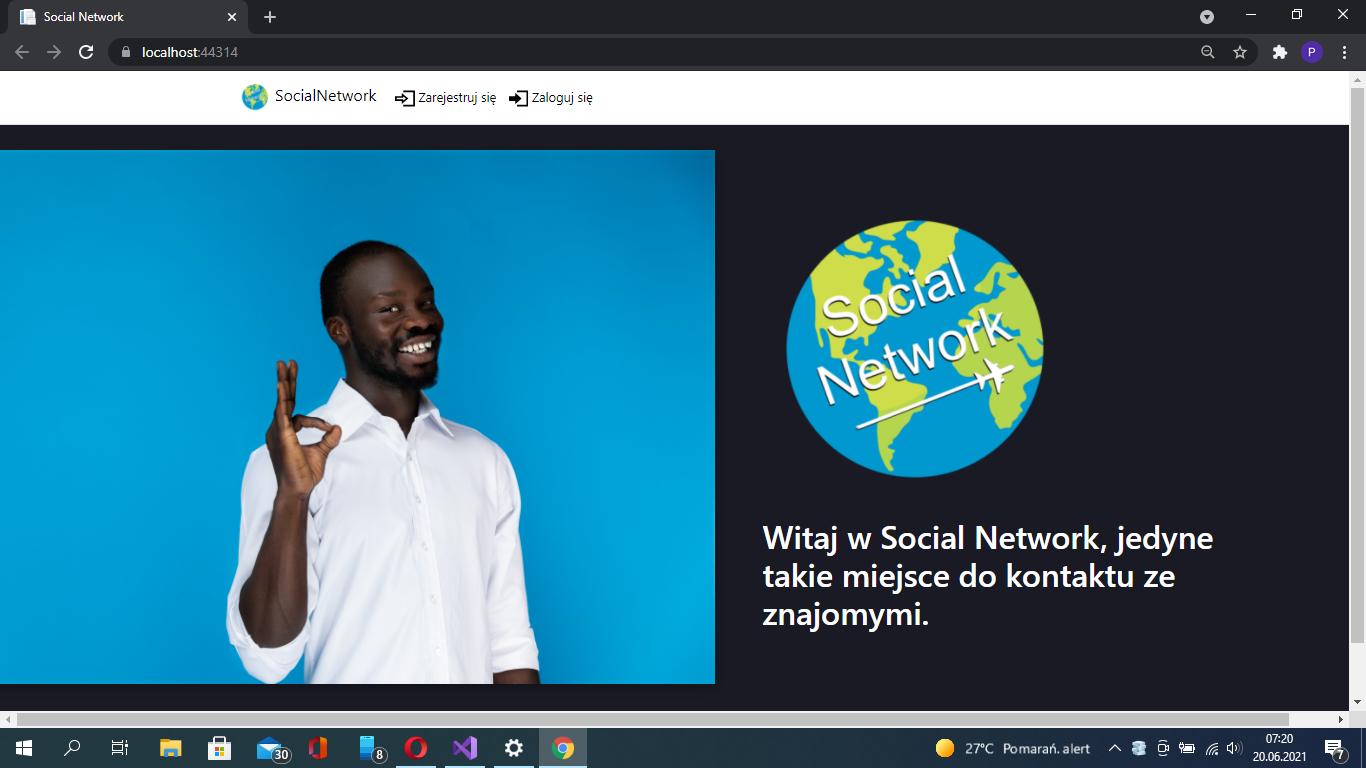 Social Network
localhost:44314
P
SocialNetwork
Zarejestruj się
Zaloguj się
Social
Network
Witaj w Social Network, jedyne
takie miejsce do kontaktu ze
znajomymi.
30
8
27°C Pomarań. alert
07:20
20.06.2021
7